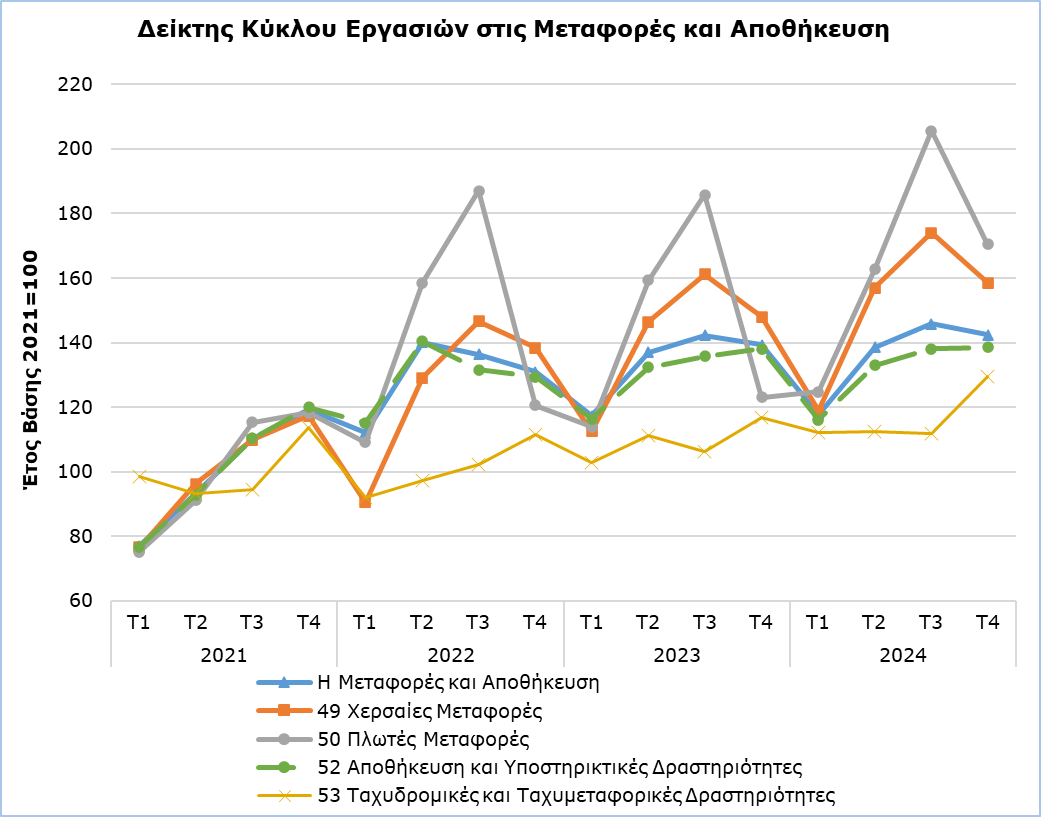 Δείκτης Κύκλου Εργασιών στις Μεταφορές και Αποθήκευση
220
200
180
160
140
120
100
80
60
Έτος Βάσης 2021=100
Τ1 Τ2 Τ3 Τ4 Τ1 Τ2 Τ3 Τ4 Τ1 Τ2 Τ3 Τ4 Τ1 Τ2 Τ3 Τ4
2021 2022 2023 2024
Η Μεταφορές και Αποθήκευση
49 Χερσαίες Μεταφορές
50 Πλωτές Μεταφορές
52 Αποθήκευση και Υποστηρικτικές Δραστηριότητες
53 Ταχυδρομικές και Ταχυμεταφορικές Δραστηριότητες